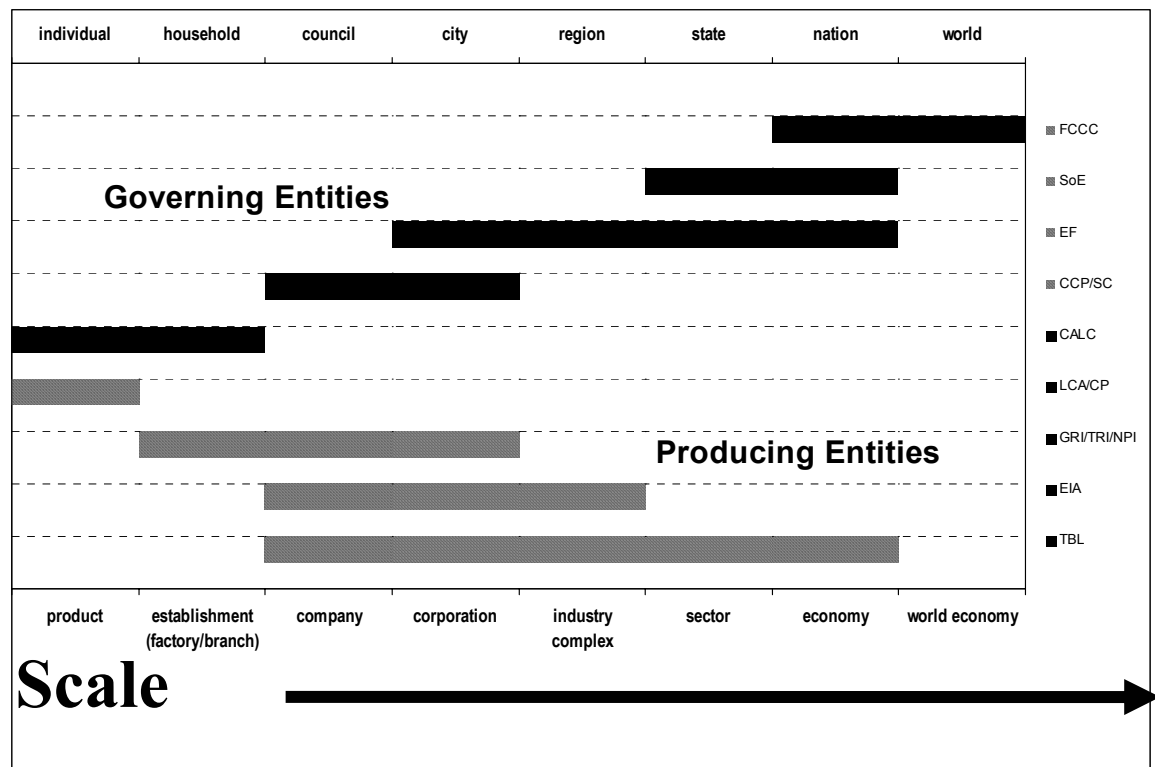 individual household council city region state nation world
FCCC
SoE
Governing Entities
EF
CCP/SC
CALC
LCA/CP
GRI/TRI/NPI
Producing Entities
EIA
TBL
product establishment company corporation industry sector economy world economy
(factory/branch) complex
Scale